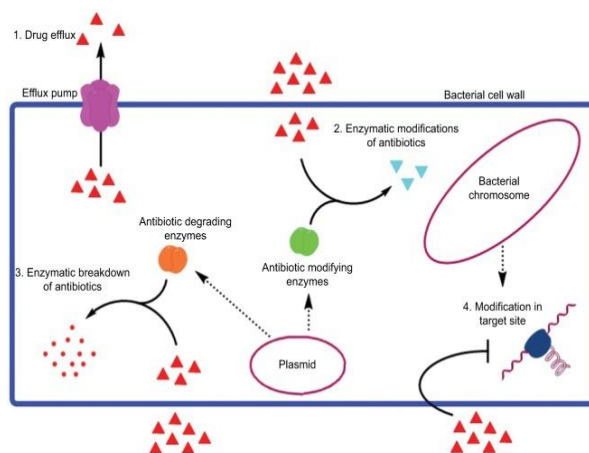 1. Drug efflux
Efflux pump
Bacterial cell wall
2. Enzymatic modifications
of antibiotics
Bacterial
chromosome
Antibiotic degrading
enzymes
Antibiotic modifying
enzymes
3. Enzymatic breakdown
of antibiotics
4. Modification in
target site
Plasmid